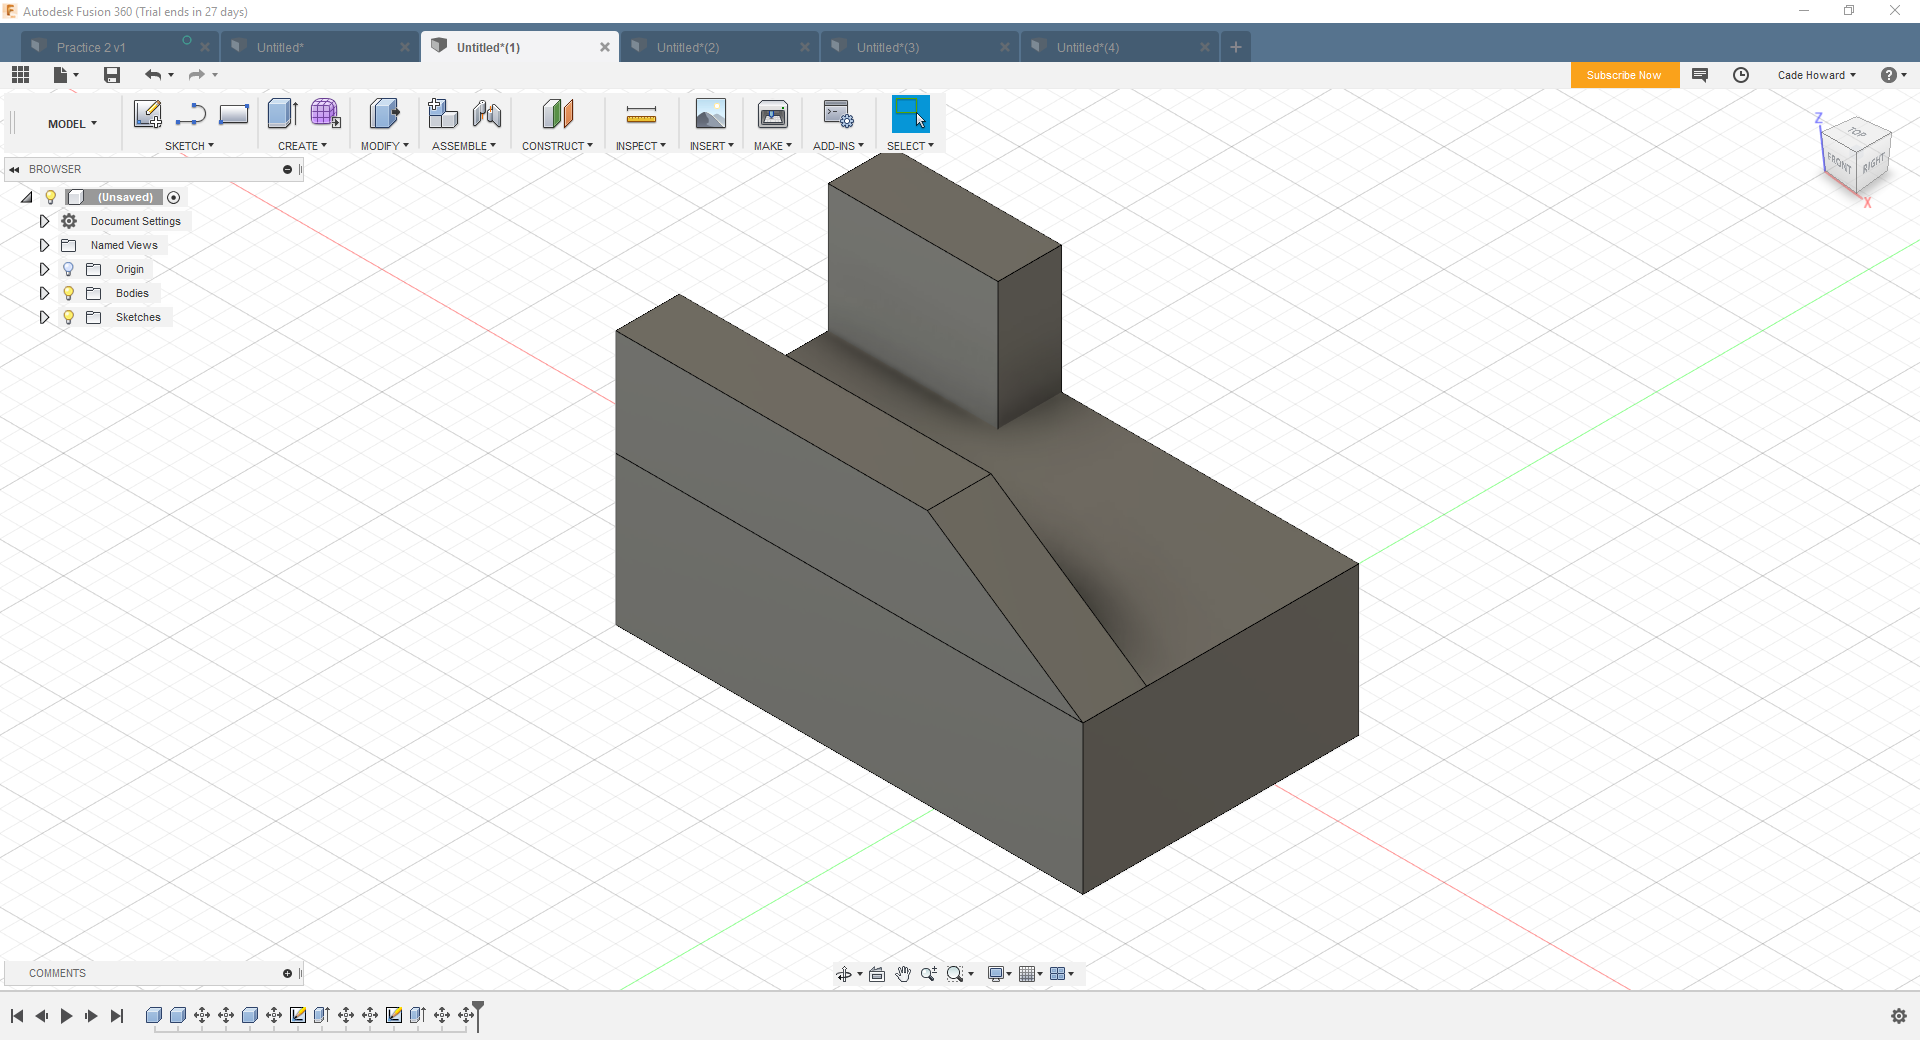 Autodesk Fusion 360 (Trial ends in 27 days)
Practice 2 v1
Untitled*
Untitled*(1)
Untitled*(2)
Untitled*(3)
Untitled*(4)
Subscribe Now
Cade Howard
MODEL
SKETCH
CREATE
MODIFY
ASSEMBLE
CONSTRUCT
INSPECT
INSERT
MAKE
ADD-INS
SELECT
BROWSER
(Unsaved)
Document Settings
Named Views
Origin
Bodies
Sketches
Z
TOP
FRONT
RIGHT
X
COMMENTS